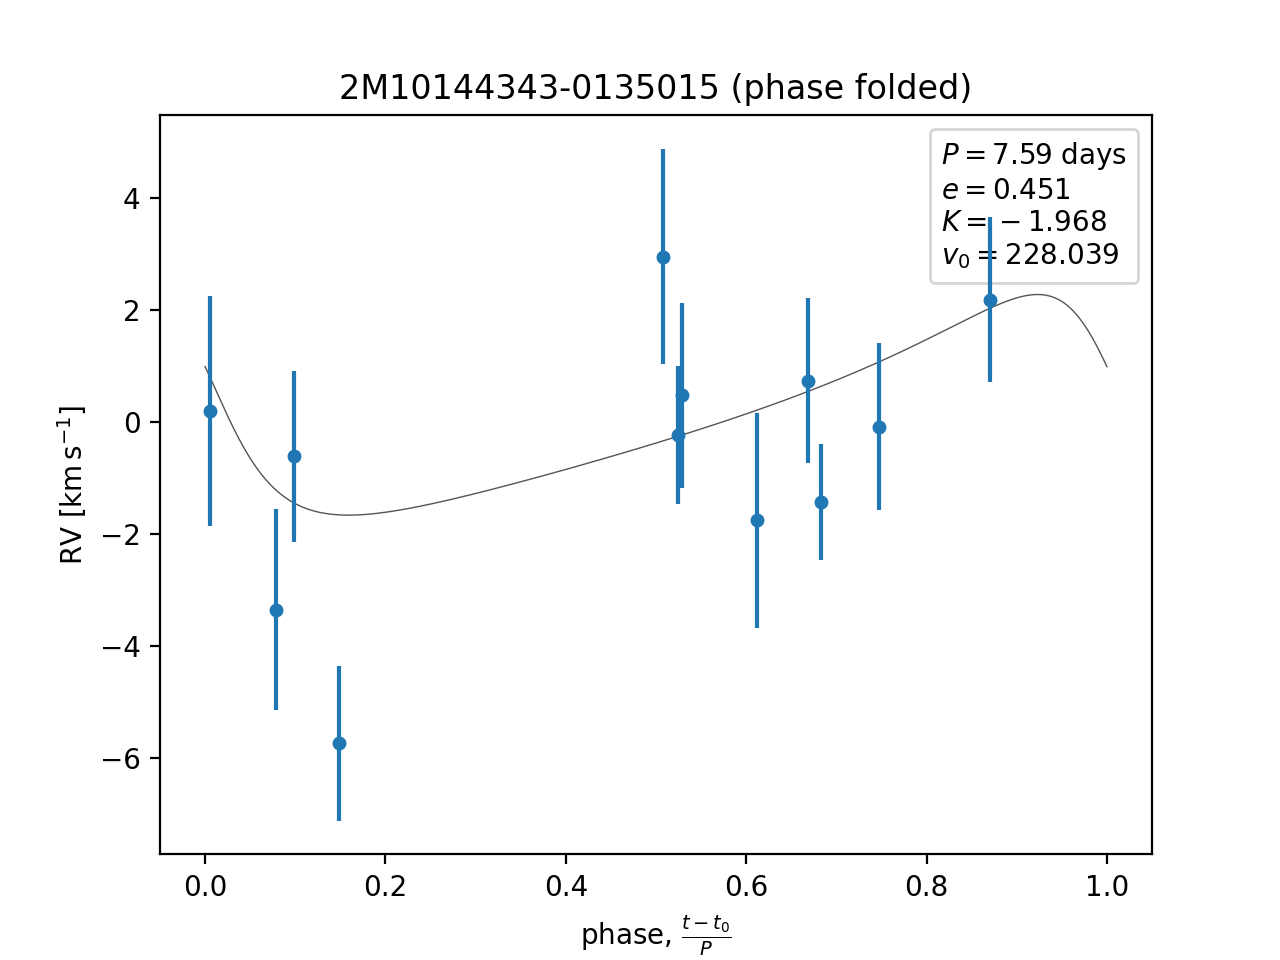 2M10144343-0135015 (phase folded)
P = 7.59 days
e = 0.451
K = −1.968
v₀ = 228.039
RV [km s⁻¹]
4
2
0
−2
−4
−6
0.0 0.2 0.4 0.6 0.8 1.0
phase, (t − t₀)/P